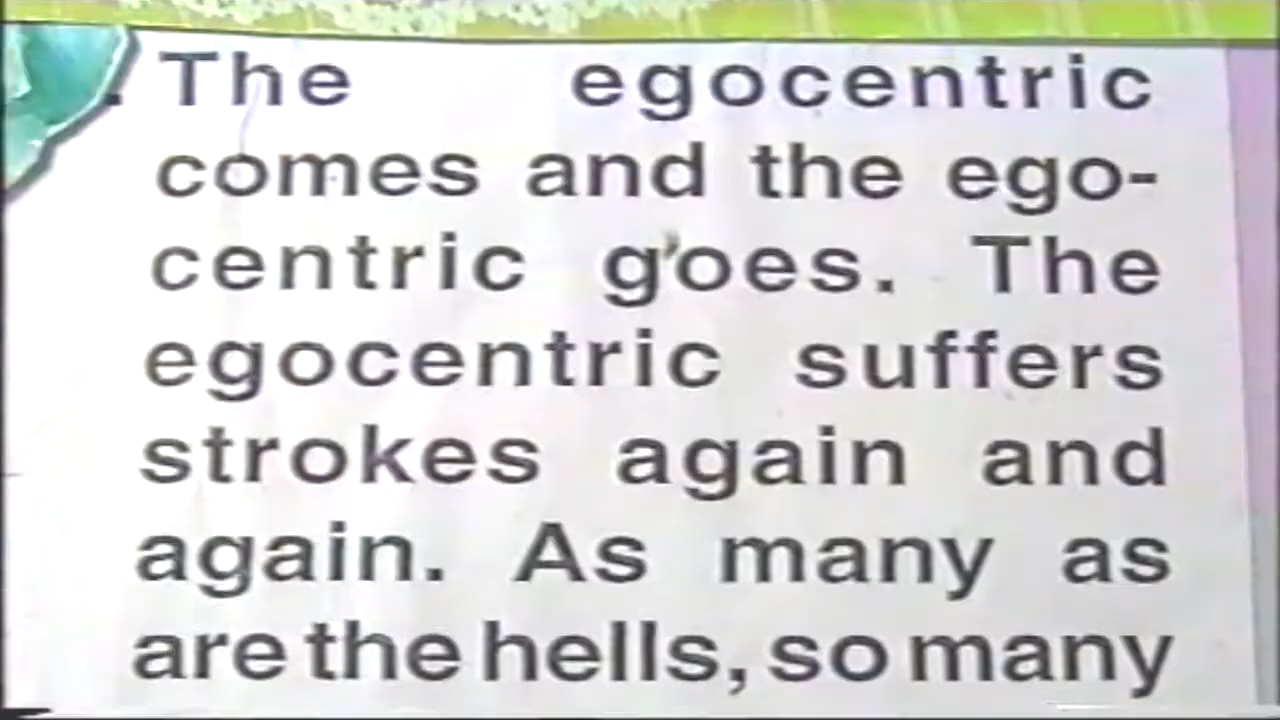 . The egocentric
comes and the ego-
centric goes. The
egocentric suffers
strokes again and
again. As many as
are the hells, so many